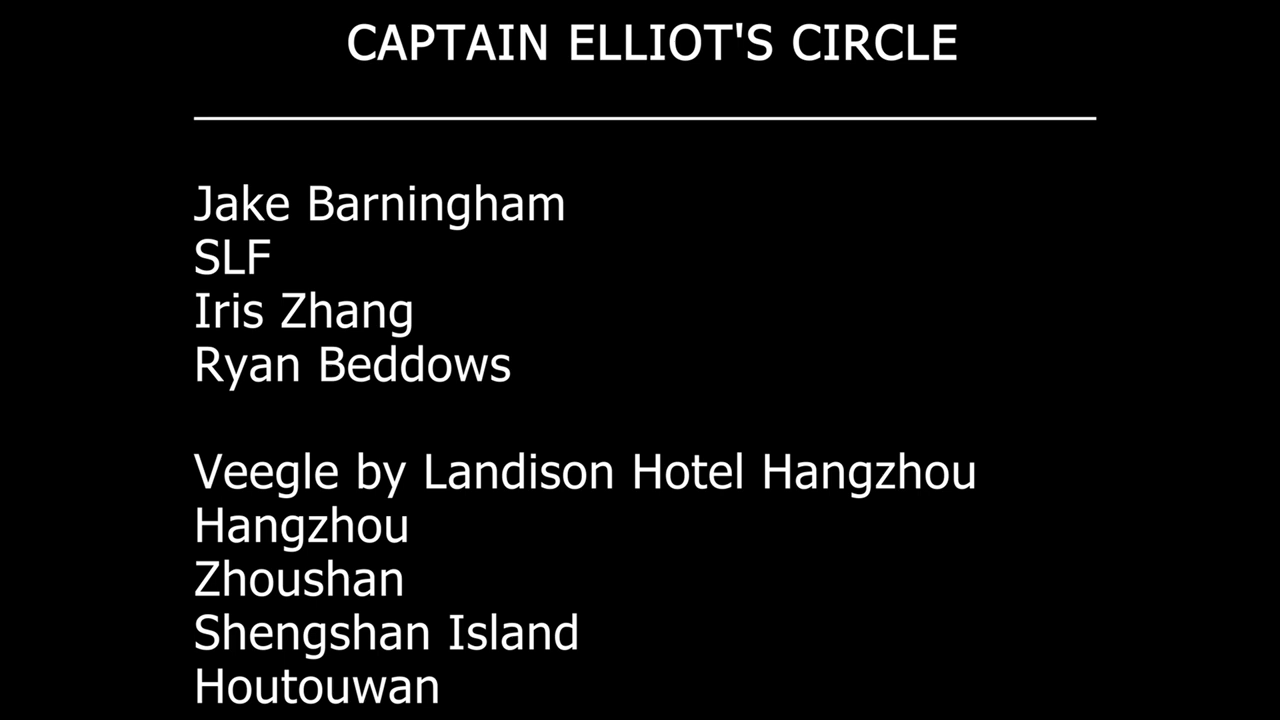 CAPTAIN ELLIOT'S CIRCLE
Jake Barningham
SLF
Iris Zhang
Ryan Beddows
Veegle by Landison Hotel Hangzhou
Hangzhou
Zhoushan
Shengshan Island
Houtouwan